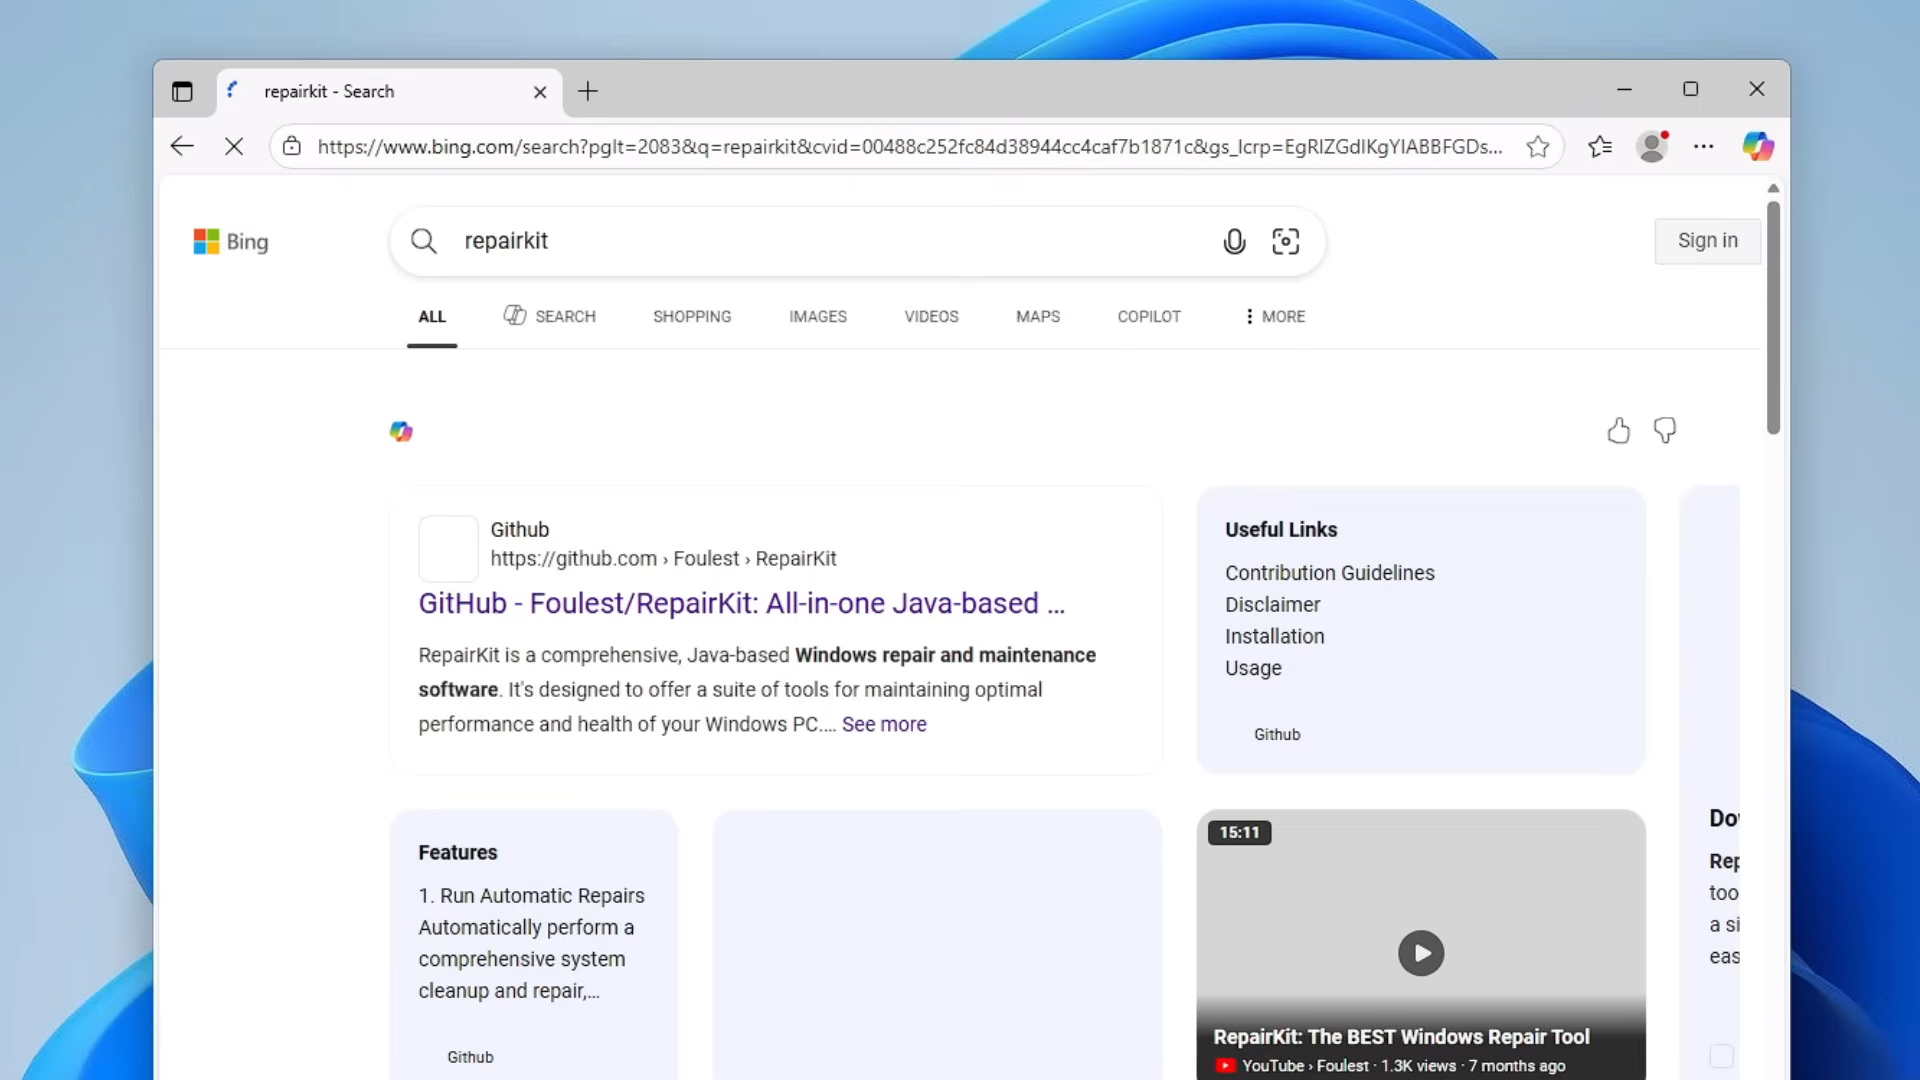 repairkit - Search
https://www.bing.com/search?pglt=2083&q=repairkit&cvid=00488c252fc84d38944cc4caf7b1871c&gs_lcrp=EgRlZGdlKgYIABBFGDs...
Bing
repairkit
Sign in
ALL
SEARCH
SHOPPING
IMAGES
VIDEOS
MAPS
COPILOT
MORE
Github
https://github.com › Foulest › RepairKit
GitHub - Foulest/RepairKit: All-in-one Java-based ...
RepairKit is a comprehensive, Java-based Windows repair and maintenance
software. It's designed to offer a suite of tools for maintaining optimal
performance and health of your Windows PC.... See more
Useful Links
Contribution Guidelines
Disclaimer
Installation
Usage
Github
Features
1. Run Automatic Repairs
Automatically perform a
comprehensive system
cleanup and repair,...
Github
15:11
RepairKit: The BEST Windows Repair Tool
YouTube › Foulest · 1.3K views · 7 months ago
Rep
too
a si
eas